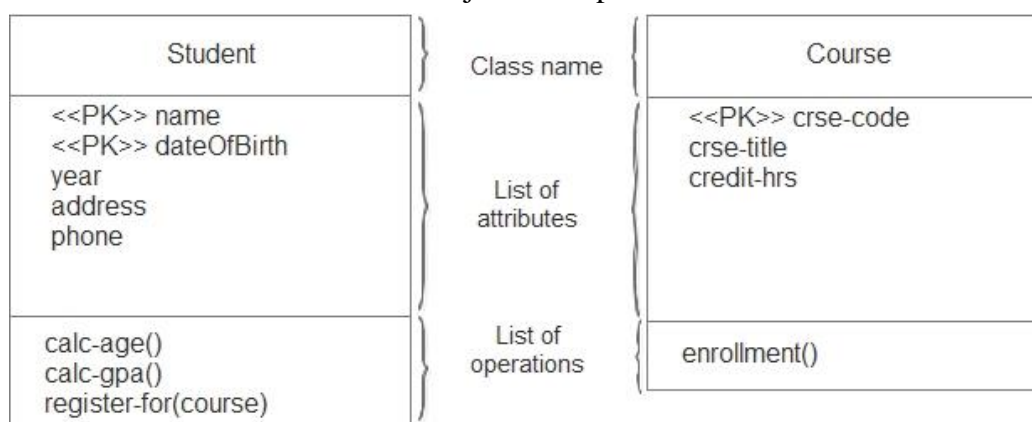 Student
<<PK>> name
<<PK>> dateOfBirth
year
address
phone
calc-age()
calc-gpa()
register-for(course)
Class name
List of
attributes
List of
operations
Course
<<PK>> crse-code
crse-title
credit-hrs
enrollment()